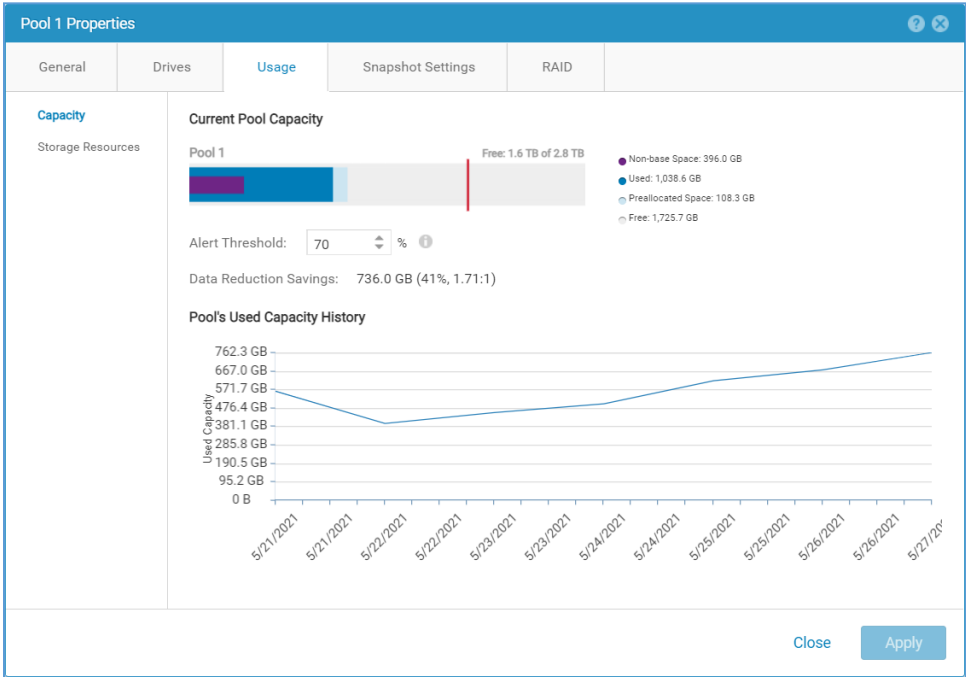 Pool 1 Properties
General Drives Usage Snapshot Settings RAID
Capacity
Storage Resources
Current Pool Capacity
Pool 1 Free: 1.6 TB of 2.8 TB
Non-base Space: 396.0 GB
Used: 1,038.6 GB
Preallocated Space: 108.3 GB
Free: 1,725.7 GB
Alert Threshold: 70 %
Data Reduction Savings: 736.0 GB (41%, 1.71:1)
Pool's Used Capacity History
Used Capacity
762.3 GB
667.0 GB
571.7 GB
476.4 GB
381.1 GB
285.8 GB
190.5 GB
95.2 GB
0 B
5/21/2021 5/21/2021 5/22/2021 5/22/2021 5/23/2021 5/23/2021 5/24/2021 5/24/2021 5/25/2021 5/25/2021 5/26/2021 5/26/2021 5/27/20
Close Apply